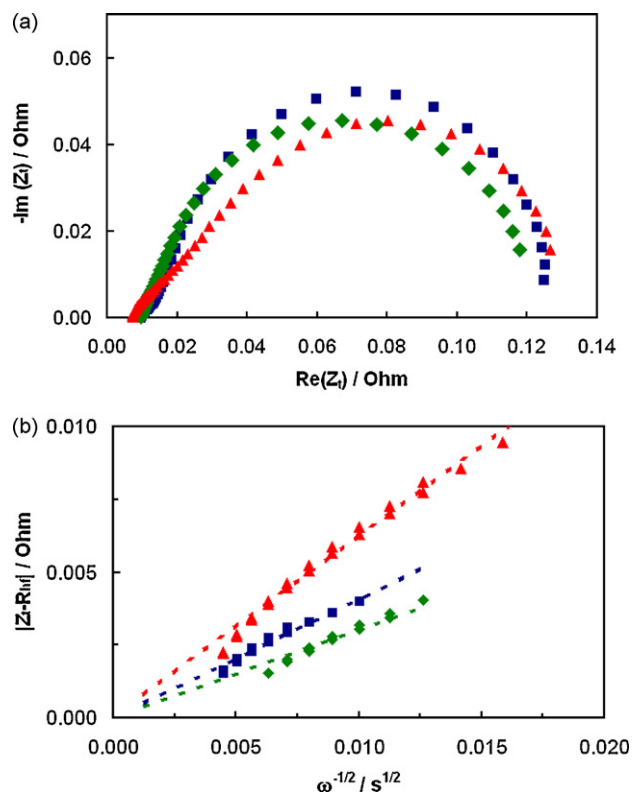 (a)
0.06
0.04
0.02
0.00
-Im (Zt) / Ohm
0.00 0.02 0.04 0.06 0.08 0.10 0.12 0.14
Re(Zt) / Ohm
(b)
0.010
0.005
0.000
|Z-Rhf| / Ohm
0.000 0.005 0.010 0.015 0.020
ω-1/2 / s1/2